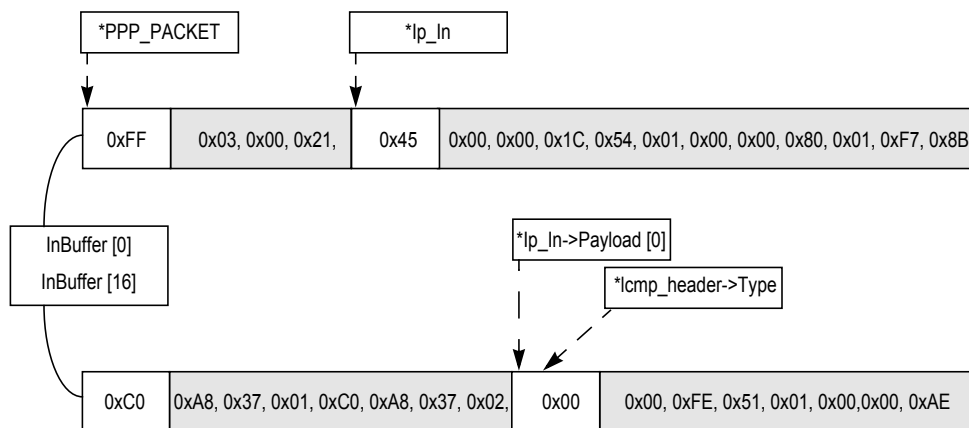 *PPP_PACKET
*Ip_In
0xFF
0x03, 0x00, 0x21,
0x45
0x00, 0x00, 0x1C, 0x54, 0x01, 0x00, 0x00, 0x80, 0x01, 0xF7, 0x8B
InBuffer [0]
InBuffer [16]
*Ip_In->Payload [0]
*Icmp_header->Type
0xC0
0xA8, 0x37, 0x01, 0xC0, 0xA8, 0x37, 0x02,
0x00
0x00, 0xFE, 0x51, 0x01, 0x00,0x00, 0xAE